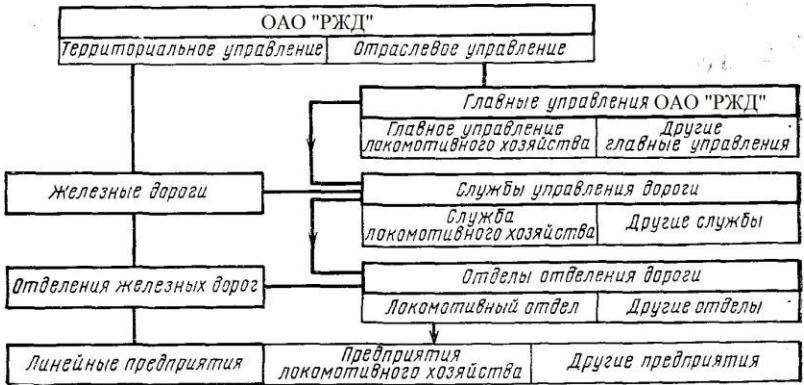 ОАО "РЖД"
Территориальное управление
Отраслевое управление
Главные управления ОАО "РЖД"
Главное управление
локомотивного хозяйства
Другие
главные управления
Железные дороги
Службы управления дороги
Служба
локомотивного хозяйства
Другие службы
Отделения железных дорог
Отделы отделения дороги
Локомотивный отдел
Другие отделы
Линейные предприятия
Предприятия
локомотивного хозяйства
Другие предприятия